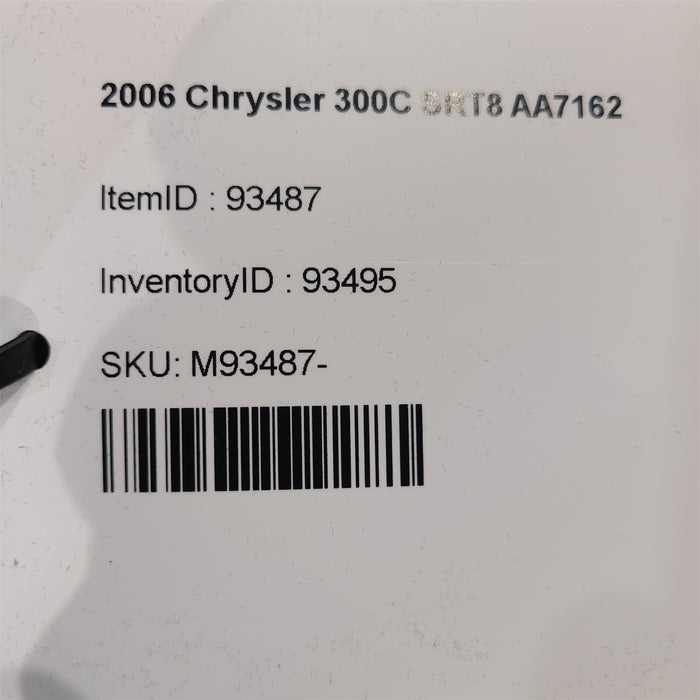 2006 Chrysler 300C SRT8 AA7162
ItemID : 93487
InventoryID : 93495
SKU: M93487-